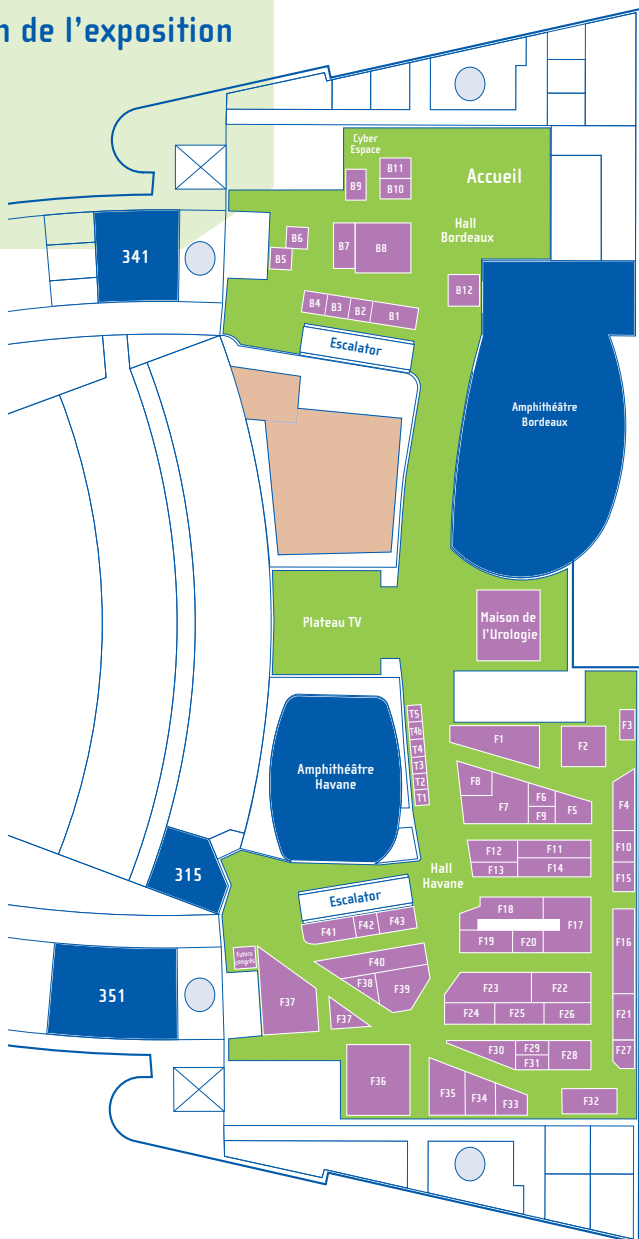 n de l'exposition
Cyber
Espace
B11
B9
B10
Accueil
Hall
Bordeaux
B6
B5
B7
B8
341
B12
B4
B3
B2
B1
Escalator
Amphithéâtre
Bordeaux
Plateau TV
Maison de
l'Urologie
T5
T4b
T4
T3
T2
T1
Amphithéâtre
Havane
F1
F2
F3
F8
F7
F6
F9
F5
F4
F12
F11
F13
F14
F10
F15
315
Hall
Havane
Escalator
F41
F42
F43
F18
F17
F19
F20
F16
Futurs
congrès
F40
F38
F39
F37
F37
351
F23
F22
F24
F25
F26
F21
F30
F29
F31
F28
F27
F36
F35
F34
F33
F32